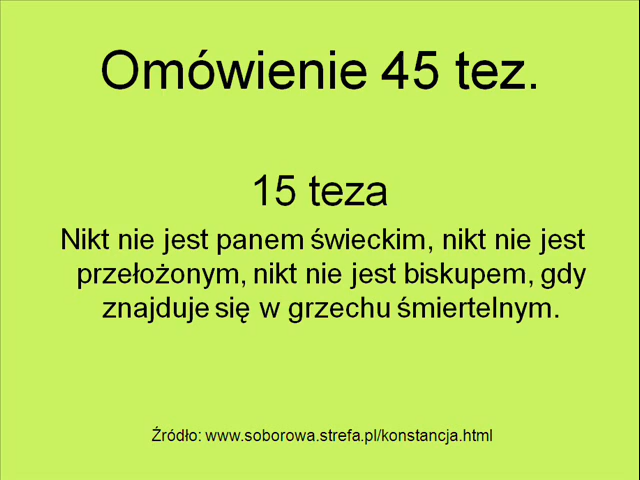 Omówienie 45 tez.
15 teza
Nikt nie jest panem świeckim, nikt nie jest
przełożonym, nikt nie jest biskupem, gdy
znajduje się w grzechu śmiertelnym.
Źródło: www.soborowa.strefa.pl/konstancja.html